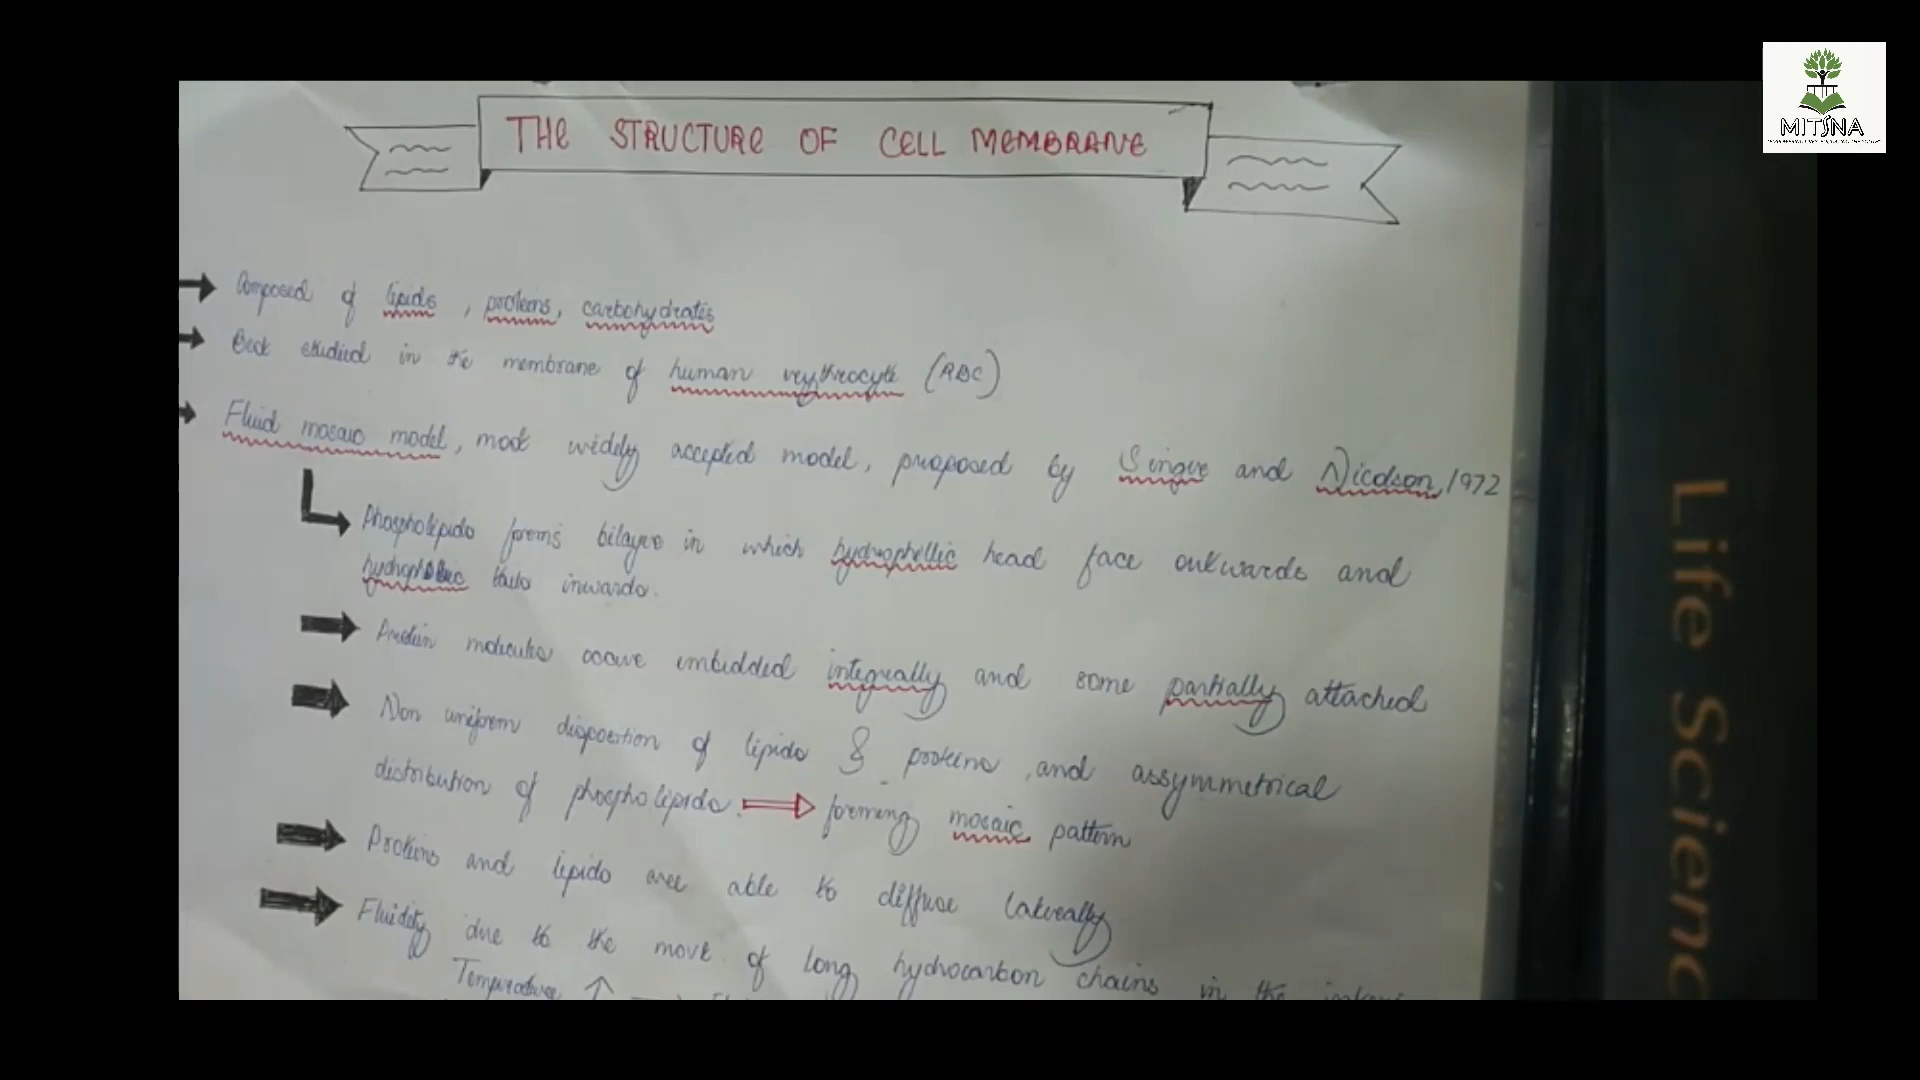 MITSNA
THE STRUCTURE OF CELL MEMBRANE
Composed of lipids, proteins, carbohydrates
Best studied in the membrane of human erythrocyte (RBC)
Fluid mosaic model, most widely accepted model, proposed by Singer and Nicolson, 1972
Phospholipids forms bilayer in which hydrophillic head face outwards and
hydrophobic tails inwards.
Protein molecules occur embedded integrally and some partially attached
Non uniform disposition of lipids & proteins, and assymmetrical
distribution of phospholipids. forming mosaic pattern
Proteins and lipids are able to diffuse laterally
Fluidity due to the movt. of long hydrocarbon chains in the
Temperature ↑
Life Scienc